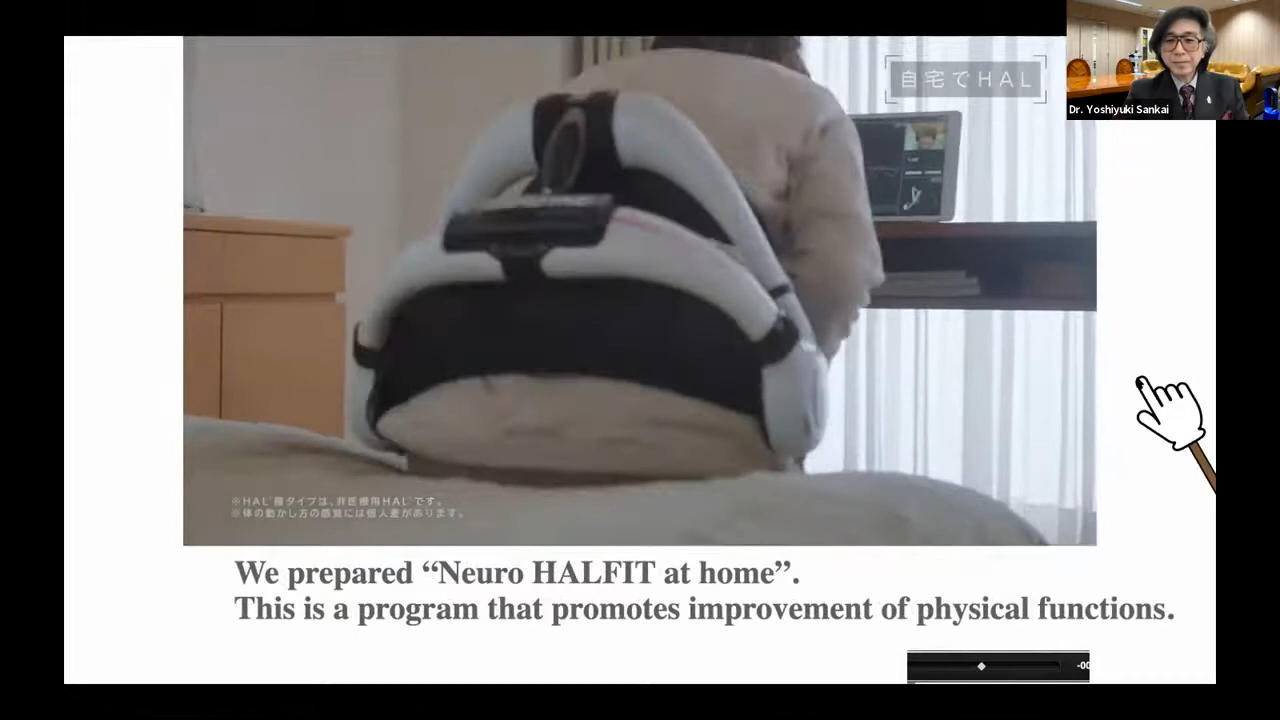 自宅でHAL
Dr. Yoshiyuki Sankai
※HAL®腰タイプは、非医療用HAL®です。
※体の動かし方の感覚には個人差があります。
We prepared “Neuro HALFIT at home”.
This is a program that promotes improvement of physical functions.
-00